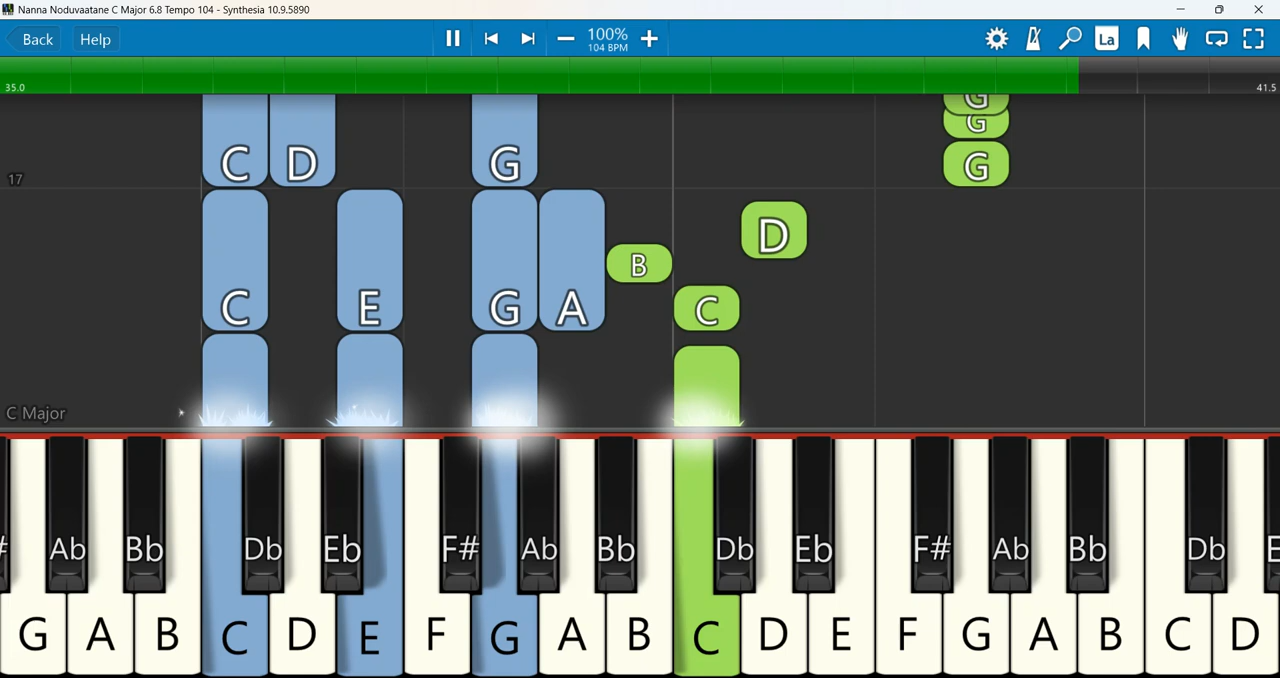 Nanna Noduvaatane C Major 6.8 Tempo 104 - Synthesia 10.9.5890
Back Help 100% La
104 BPM
35.0 41.5
G
G
C D G G
17
D
B
C E G A C
C Major
# Ab Bb Db Eb F# Ab Bb Db Eb F# Ab Bb Db E
G A B C D E F G A B C D E F G A B C D